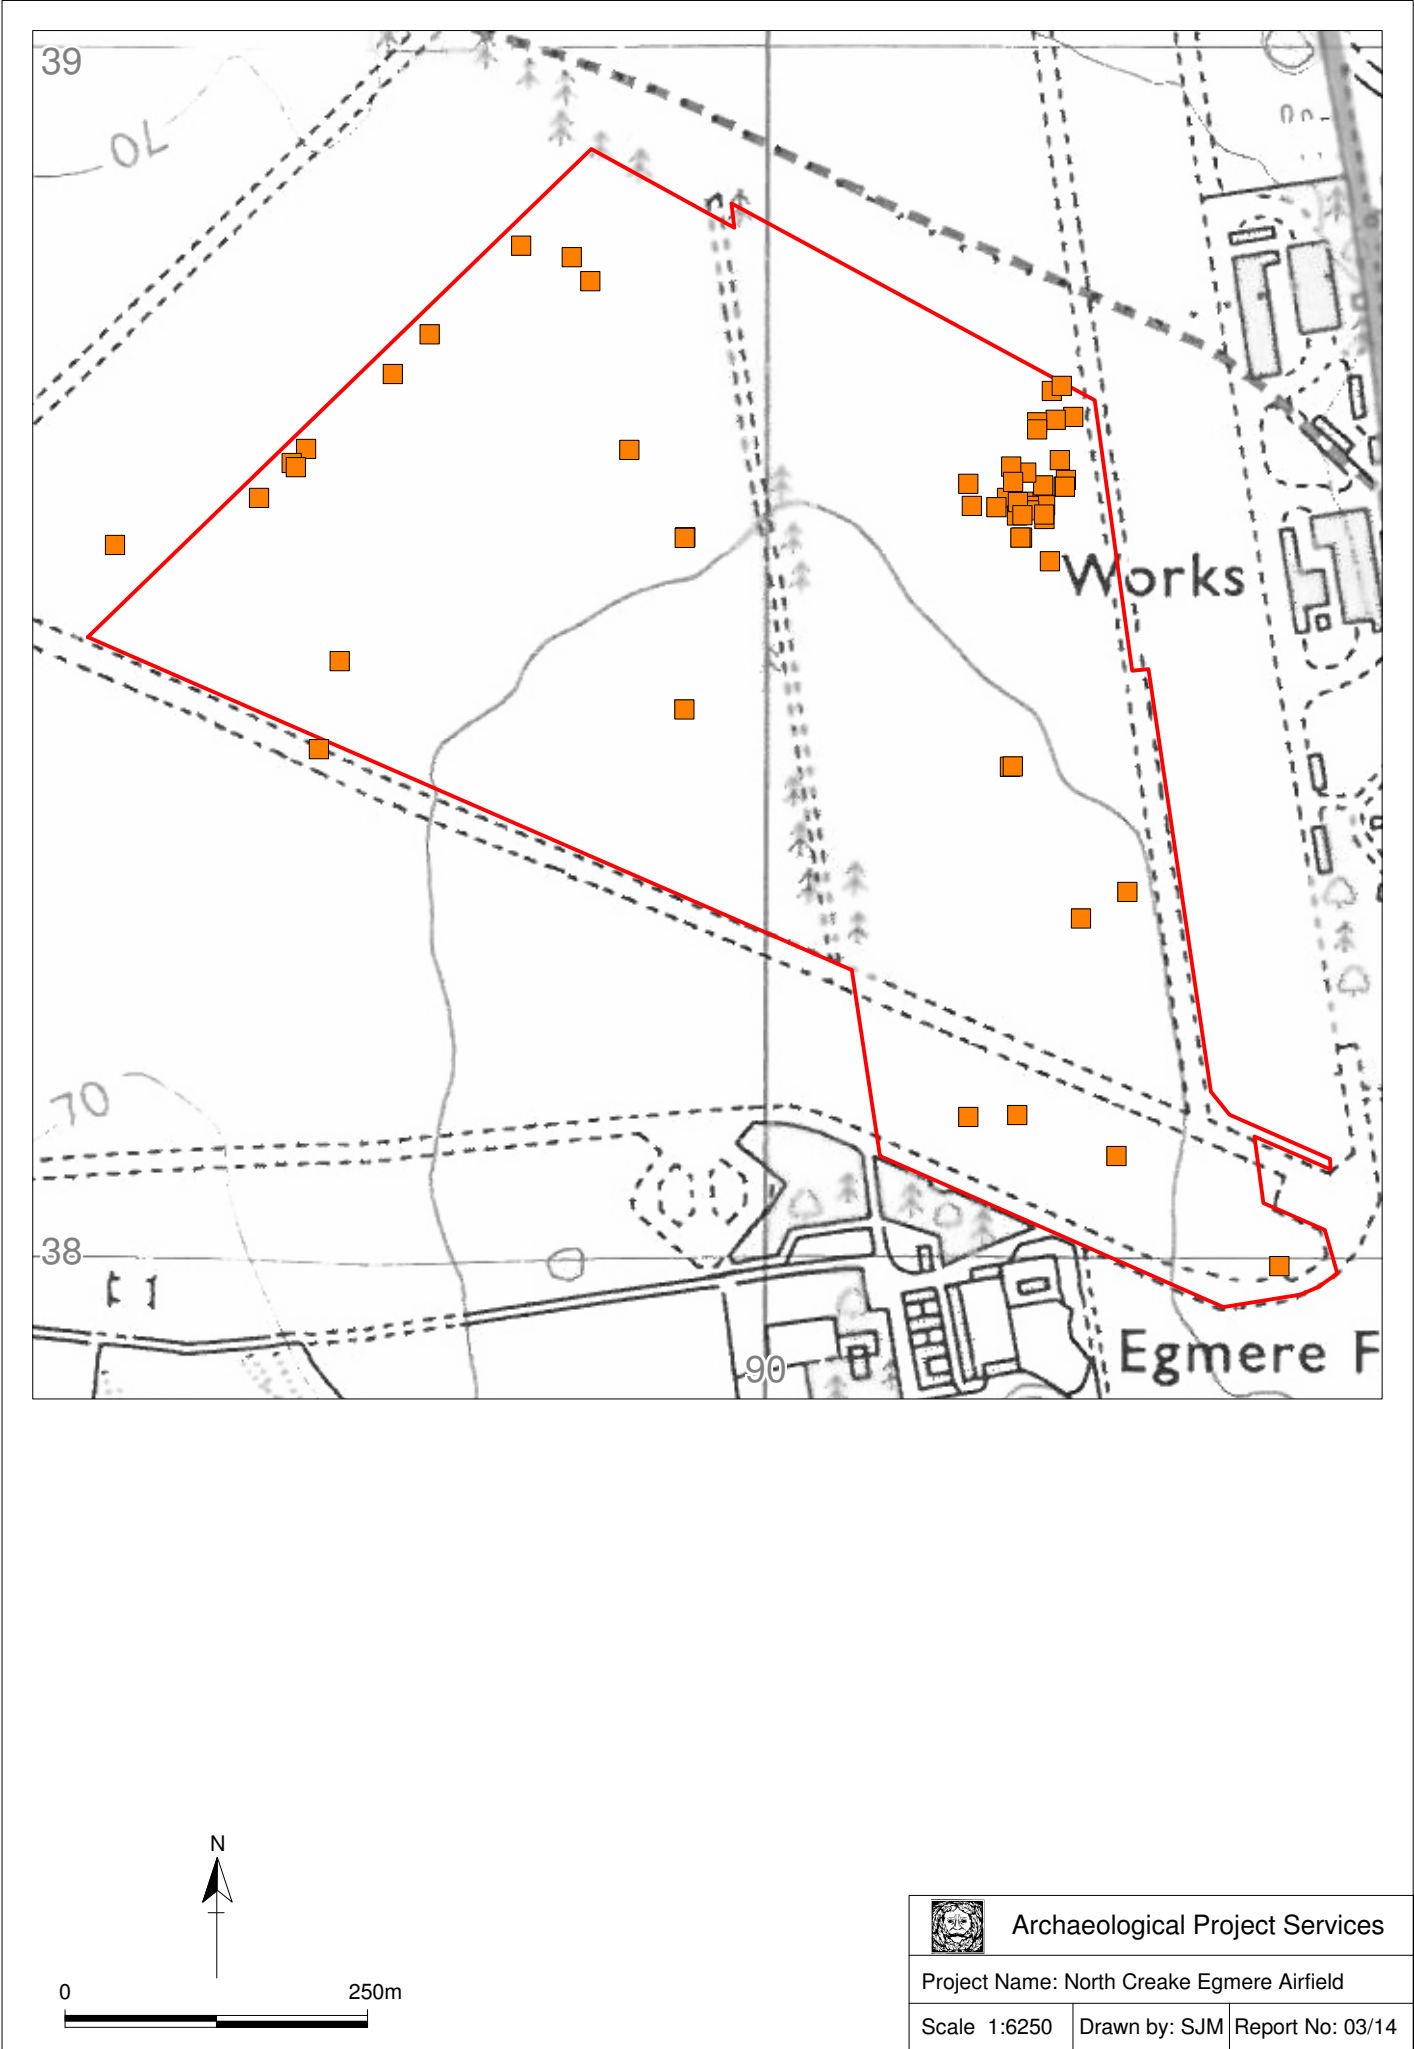 39
70
Works
70
38
90
Egmere F
N
0 250m
Archaeological Project Services
Project Name: North Creake Egmere Airfield
Scale 1:6250 Drawn by: SJM Report No: 03/14